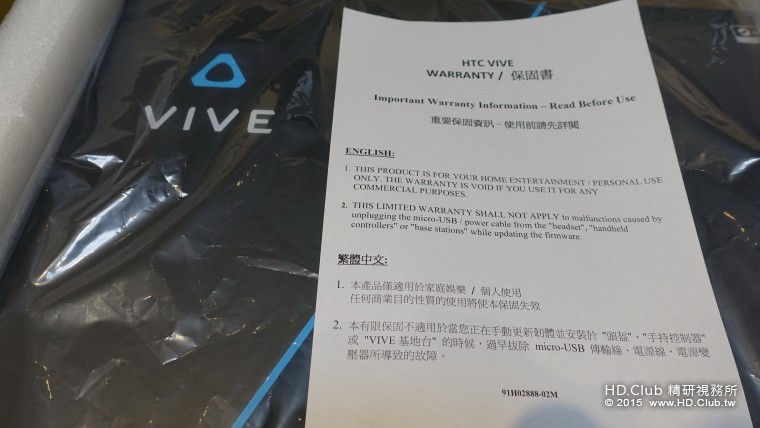 VIVE
HTC VIVE
WARRANTY / 保固書
Important Warranty Information – Read Before Use
重要保固資訊 - 使用前請先詳閱
ENGLISH:
1. THIS PRODUCT IS FOR YOUR HOME ENTERTAINMENT / PERSONAL USE
ONLY. THE WARRANTY IS VOID IF YOU USE IT FOR ANY
COMMERCIAL PURPOSES.
2. THIS LIMITED WARRANTY SHALL NOT APPLY to malfunctions caused by
unplugging the micro-USB / power cable from the "headset", "handheld
controllers" or "base stations" while updating the firmware.
繁體中文:
1. 本產品僅適用於家庭娛樂 / 個人使用
任何商業目的性質的使用將使本保固失效
2. 本有限保固不適用於當您正在手動更新韌體並安裝於 "頭盔"、"手持控制器"
或 "VIVE 基地台" 的時候，過早拔除 micro-USB 傳輸線、電源線、電源變
壓器所導致的故障。
91H02888-02M
HD.Club 精研視務所
© 2015 www.HD.Club.tw